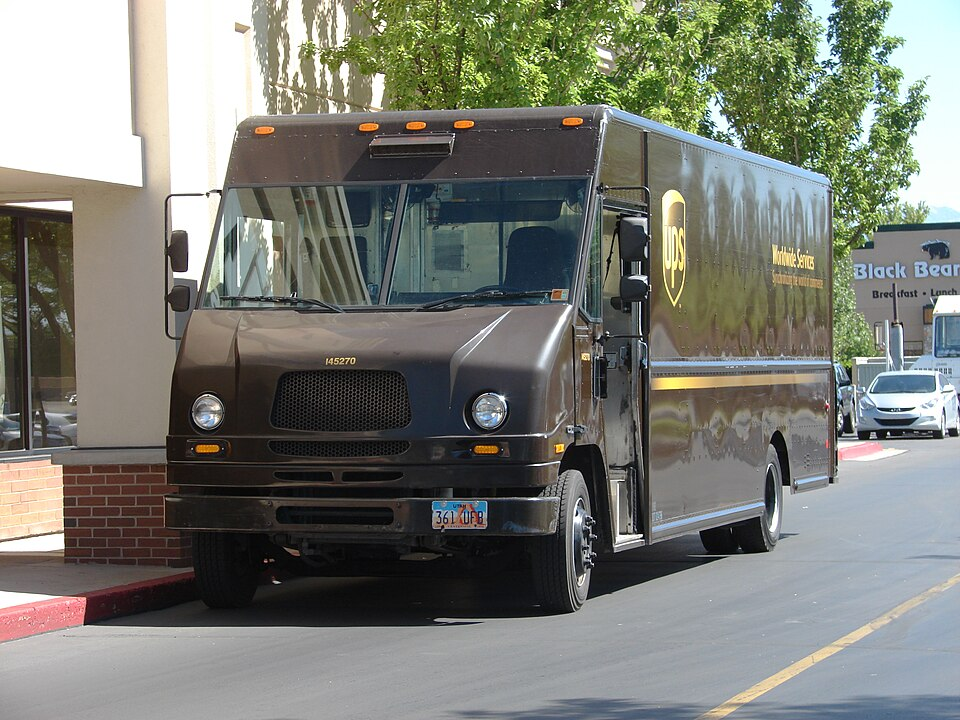 145270
ups
Worldwide Services
Synchronizing the world of commerce
UTAH
361 UFB
Black Bear
Breakfast • Lunch